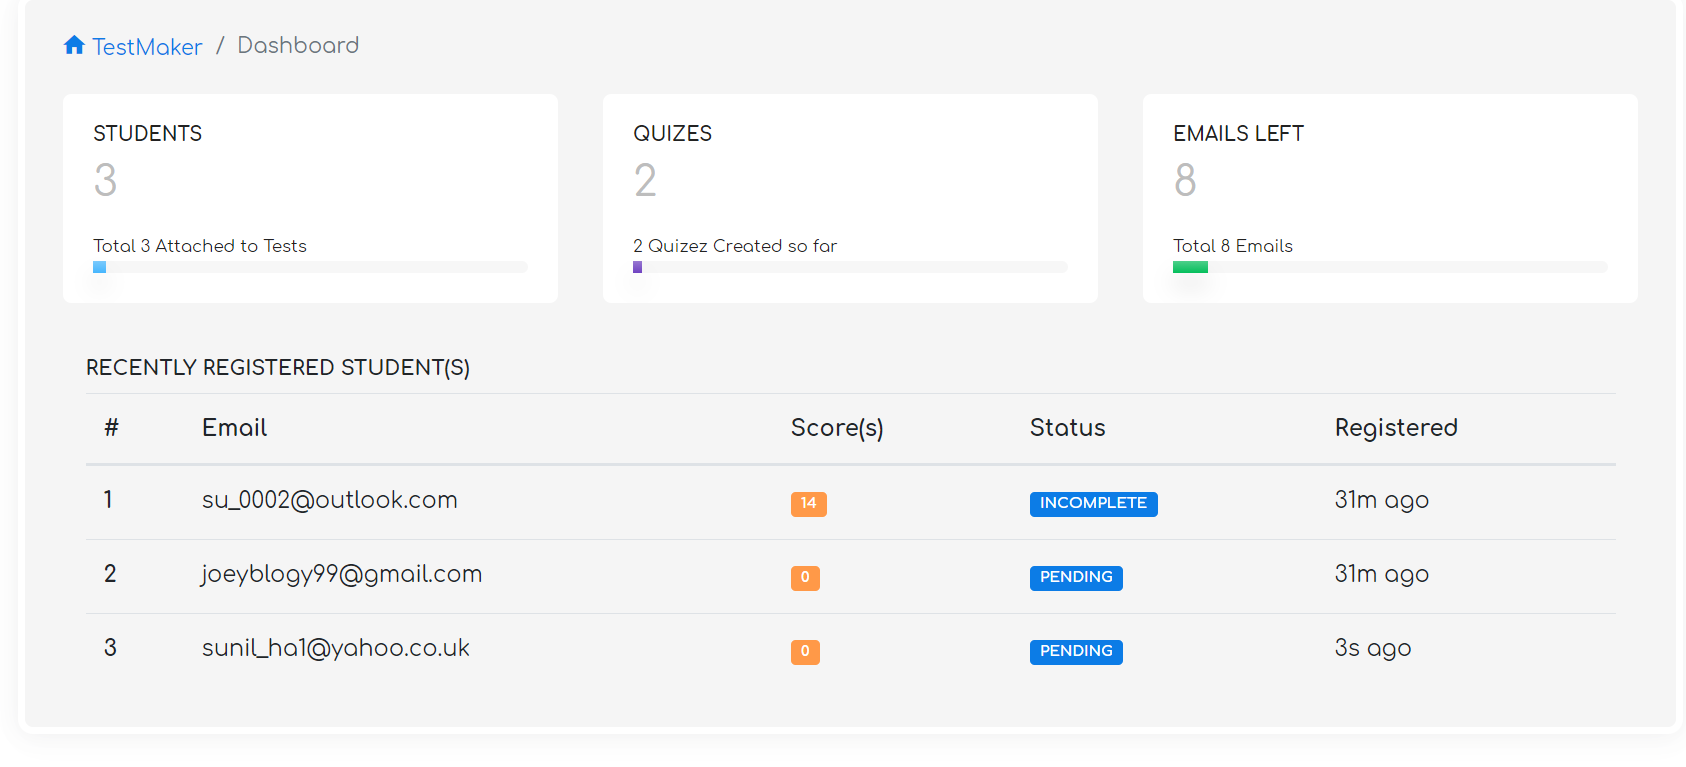 TestMaker / Dashboard
STUDENTS
3
Total 3 Attached to Tests
QUIZES
2
2 Quizez Created so far
EMAILS LEFT
8
Total 8 Emails
RECENTLY REGISTERED STUDENT(S)
# Email Score(s) Status Registered
1 su_0002@outlook.com 14 INCOMPLETE 31m ago
2 joeyblogy99@gmail.com 0 PENDING 31m ago
3 sunil_ha1@yahoo.co.uk 0 PENDING 3s ago